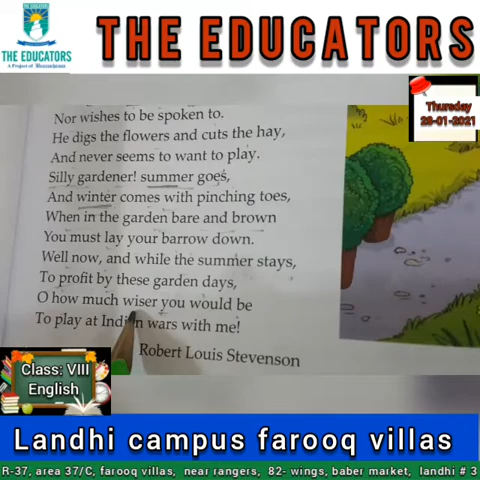 THE EDUCATORS
THE EDUCATORS
A Project of Beaconhouse
Thursday
28-01-2021
Nor wishes to be spoken to.
He digs the flowers and cuts the hay,
And never seems to want to play.
Silly gardener! summer goes,
And winter comes with pinching toes,
When in the garden bare and brown
You must lay your barrow down.
Well now, and while the summer stays,
To profit by these garden days,
O how much wiser you would be
To play at Indian wars with me!
Robert Louis Stevenson
Class: VIII
English
Landhi campus farooq villas
R-37, area 37/C, farooq villas, near rangers, 82- wings, baber market, landhi # 3